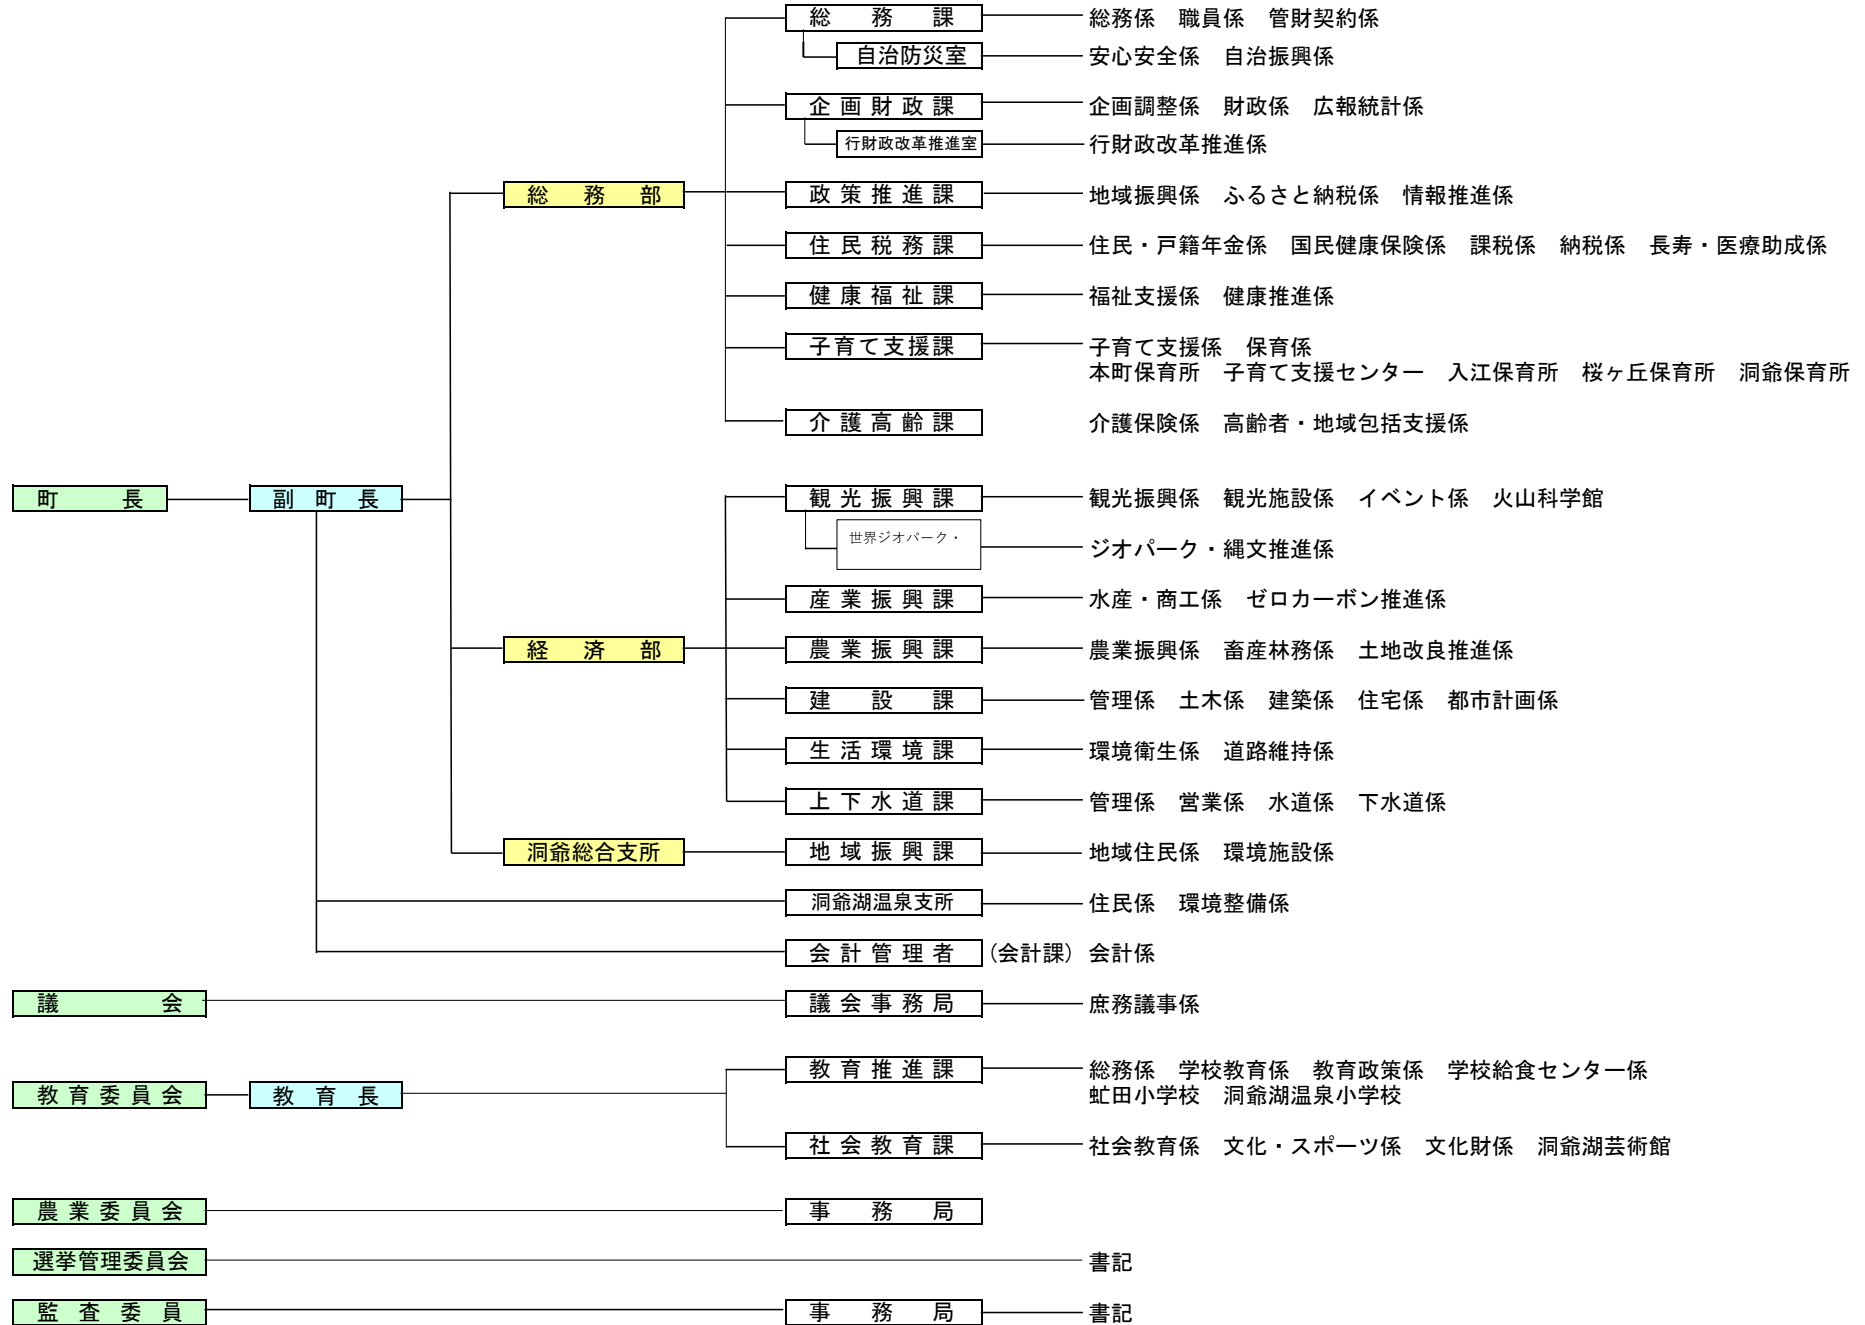 総務課 総務係 職員係 管財契約係
自治防災室 安心安全係 自治振興係
企画財政課 企画調整係 財政係 広報統計係
行財政改革推進室 行財政改革推進係
総務部 政策推進課 地域振興係 ふるさと納税係 情報推進係
住民税務課 住民・戸籍年金係 国民健康保険係 課税係 納税係 長寿・医療助成係
健康福祉課 福祉支援係 健康推進係
子育て支援課 子育て支援係 保育係
本町保育所 子育て支援センター 入江保育所 桜ヶ丘保育所 洞爺保育所
介護高齢課 介護保険係 高齢者・地域包括支援係
町長 副町長 観光振興課 観光振興係 観光施設係 イベント係 火山科学館
世界ジオパーク・ ジオパーク・縄文推進係
産業振興課 水産・商工係 ゼロカーボン推進係
経済部 農業振興課 農業振興係 畜産林務係 土地改良推進係
建設課 管理係 土木係 建築係 住宅係 都市計画係
生活環境課 環境衛生係 道路維持係
上下水道課 管理係 営業係 水道係 下水道係
洞爺総合支所 地域振興課 地域住民係 環境施設係
洞爺湖温泉支所 住民係 環境整備係
会計管理者 (会計課) 会計係
議会 議会事務局 庶務議事係
教育推進課 総務係 学校教育係 教育政策係 学校給食センター係
教育委員会 教育長 虻田小学校 洞爺湖温泉小学校
社会教育課 社会教育係 文化・スポーツ係 文化財係 洞爺湖芸術館
農業委員会 事務局
選挙管理委員会 書記
監査委員 事務局 書記